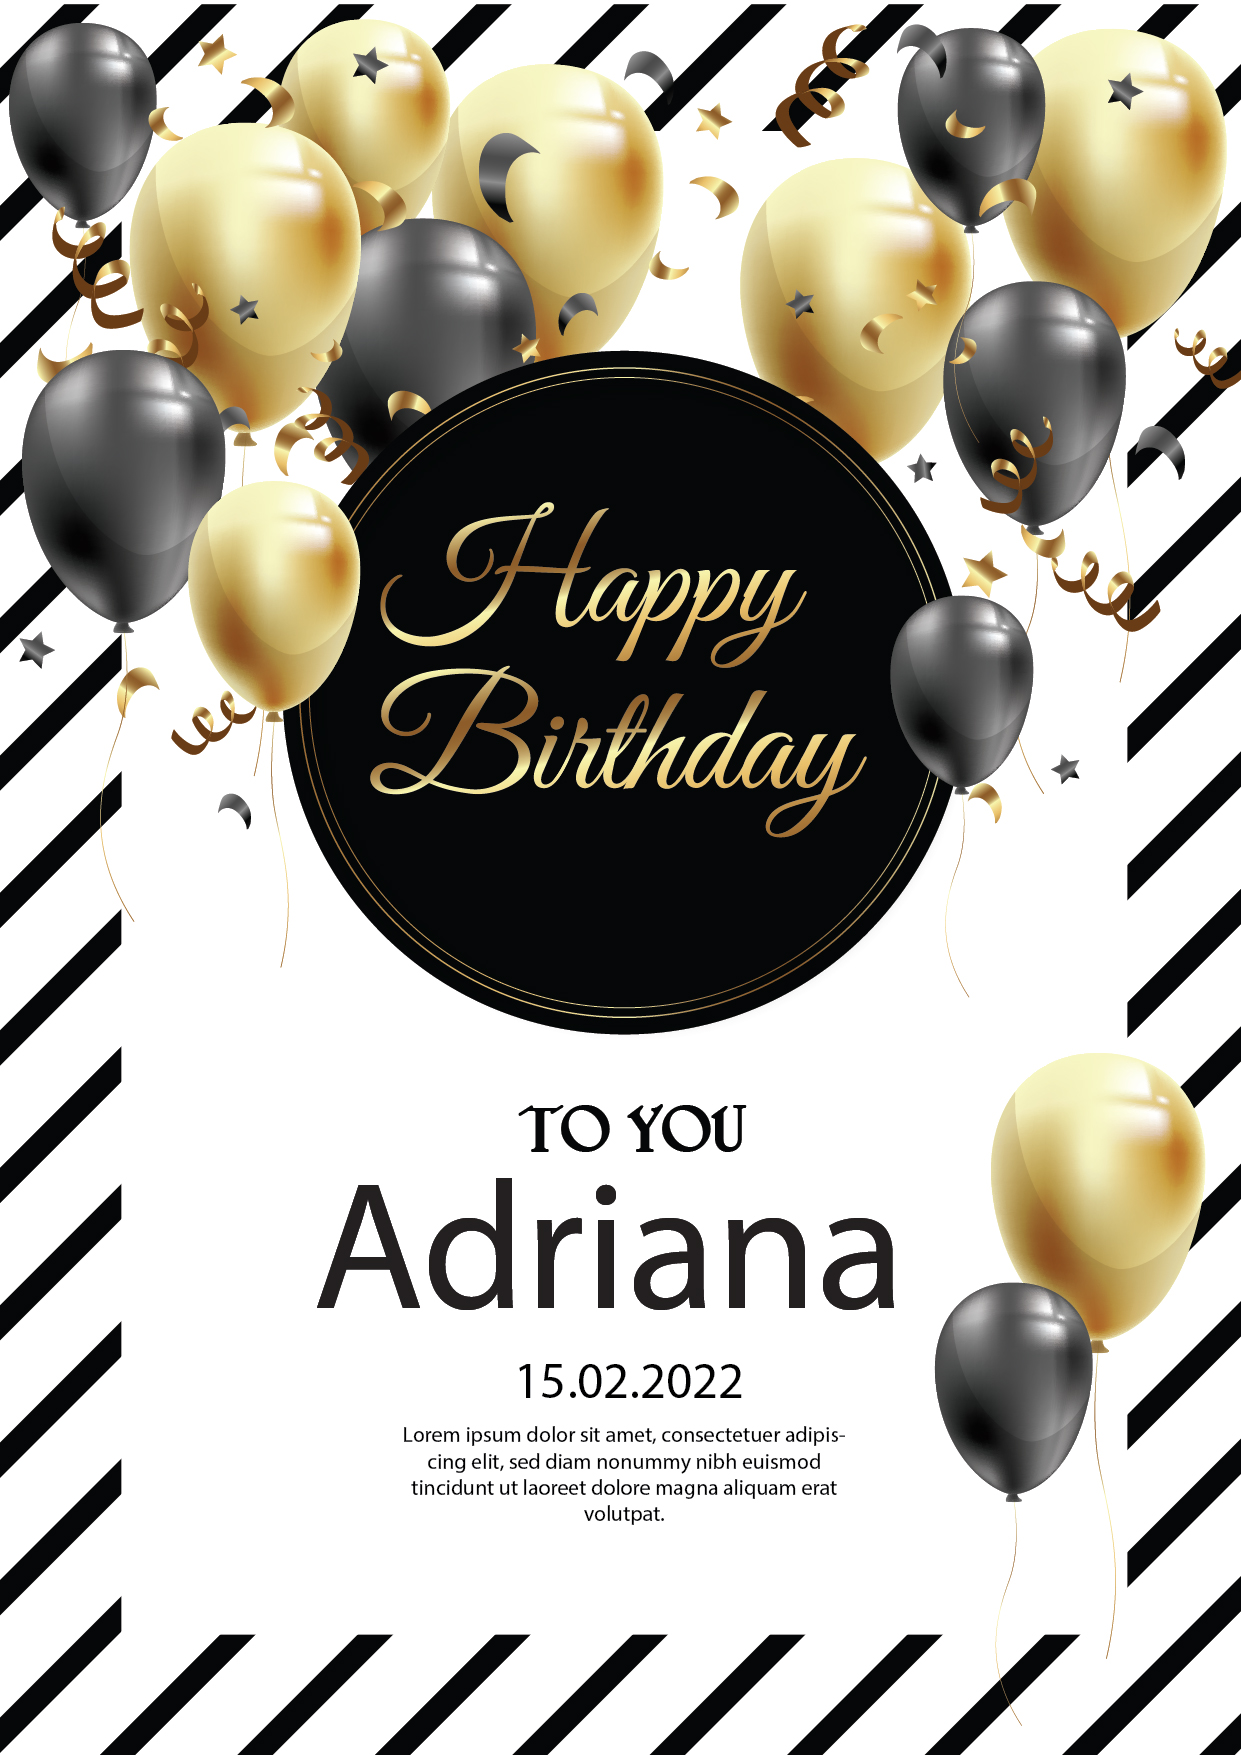 Happy
Birthday
TO YOU
Adriana
15.02.2022
Lorem ipsum dolor sit amet, consectetuer adipis-
cing elit, sed diam nonummy nibh euismod
tincidunt ut laoreet dolore magna aliquam erat
volutpat.